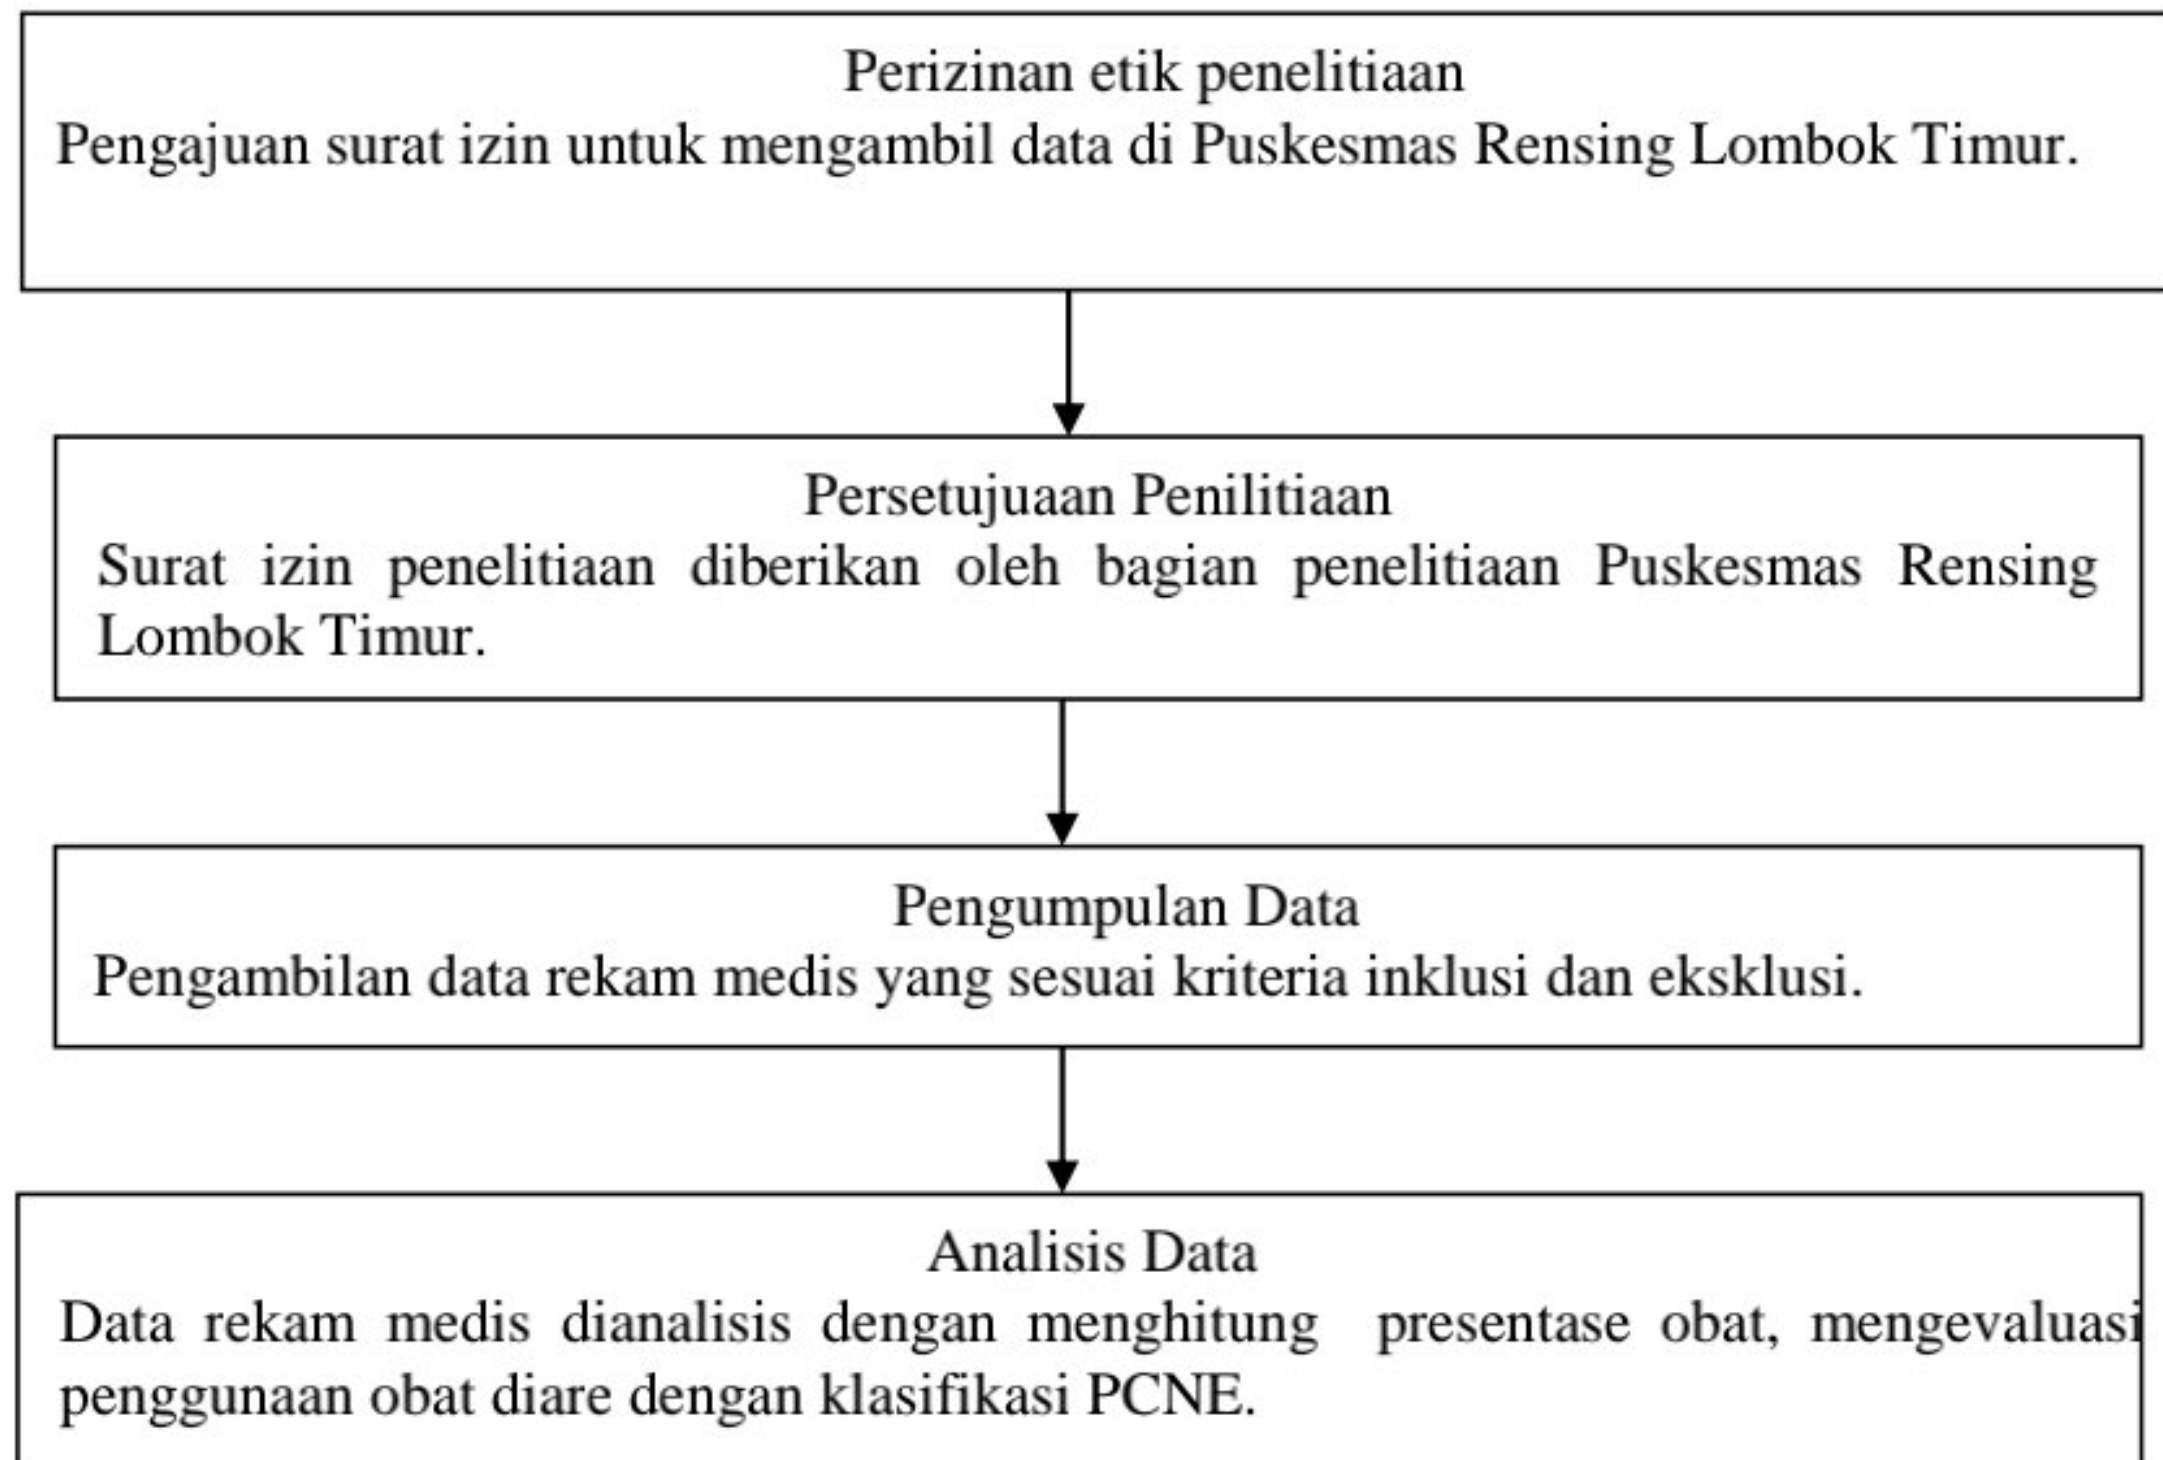 Perizinan etik penelitiaan
Pengajuan surat izin untuk mengambil data di Puskesmas Rensing Lombok Timur.
Persetujuaan Penilitiaan
Surat izin penelitiaan diberikan oleh bagian penelitiaan Puskesmas Rensing
Lombok Timur.
Pengumpulan Data
Pengambilan data rekam medis yang sesuai kriteria inklusi dan eksklusi.
Analisis Data
Data rekam medis dianalisis dengan menghitung presentase obat, mengevaluasi
penggunaan obat diare dengan klasifikasi PCNE.